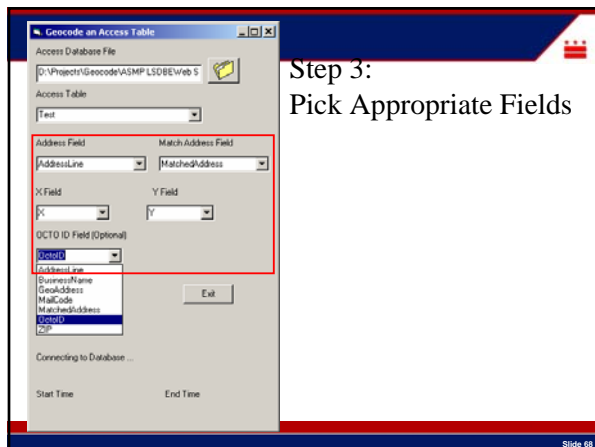 Geocode an Access Table
Access Database File
D:\Projects\Geocode\ASMP LSDBEWeb S
Access Table
Test
Address Field Match Address Field
AddressLine MatchedAddress
X Field Y Field
X Y
OCTO ID Field (Optional)
OctoID
AddressLine
BusinessName
GeoAddress
MailCode
MatchedAddress
OctoID
ZIP
Exit
Connecting to Database ...
Start Time End Time
Step 3:
Pick Appropriate Fields
Slide 68